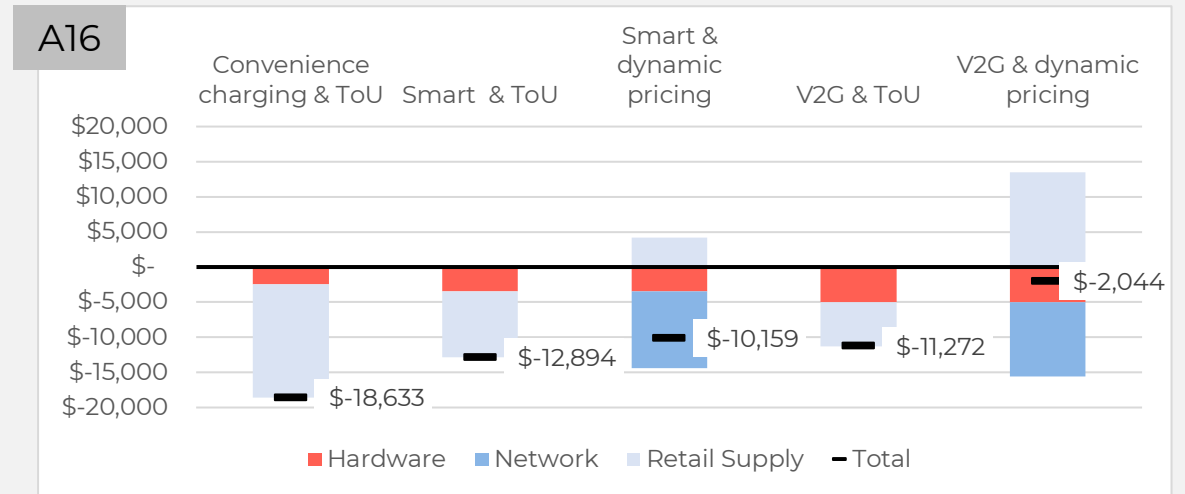 A16
Convenience
charging & ToU
Smart & ToU
Smart &
dynamic
pricing
V2G & ToU
V2G & dynamic
pricing
$20,000
$15,000
$10,000
$5,000
$-
$-5,000
$-10,000
$-15,000
$-20,000
$-18,633
$-12,894
$-10,159
$-11,272
$-2,044
Hardware
Network
Retail Supply
Total